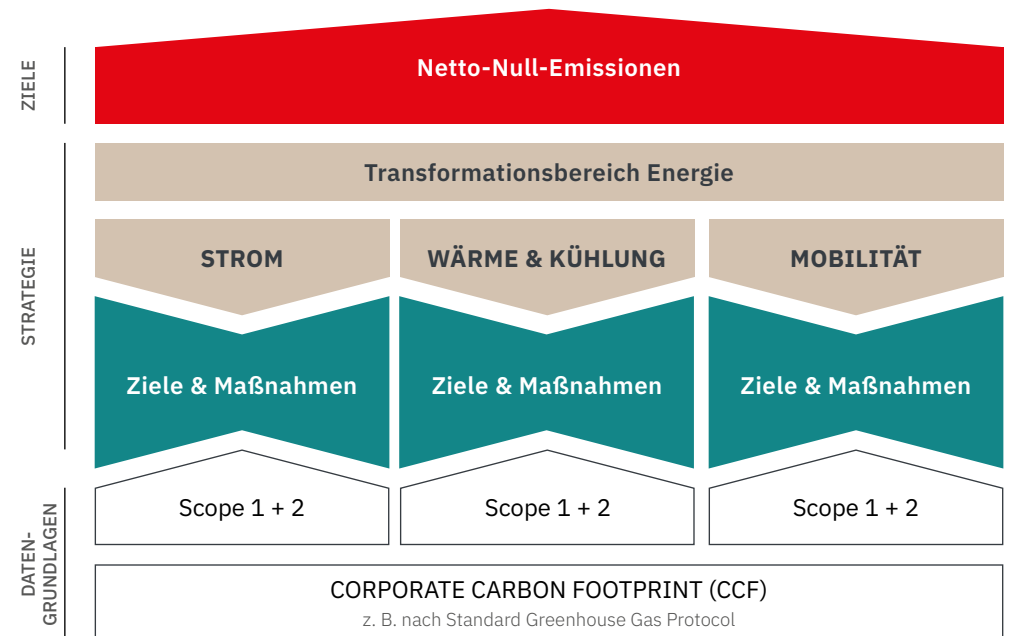 ZIELE
Netto-Null-Emissionen
STRATEGIE
Transformationsbereich Energie
STROM
WÄRME & KÜHLUNG
MOBILITÄT
Ziele & Maßnahmen
Ziele & Maßnahmen
Ziele & Maßnahmen
DATEN-
GRUNDLAGEN
Scope 1 + 2
Scope 1 + 2
Scope 1 + 2
CORPORATE CARBON FOOTPRINT (CCF)
z. B. nach Standard Greenhouse Gas Protocol